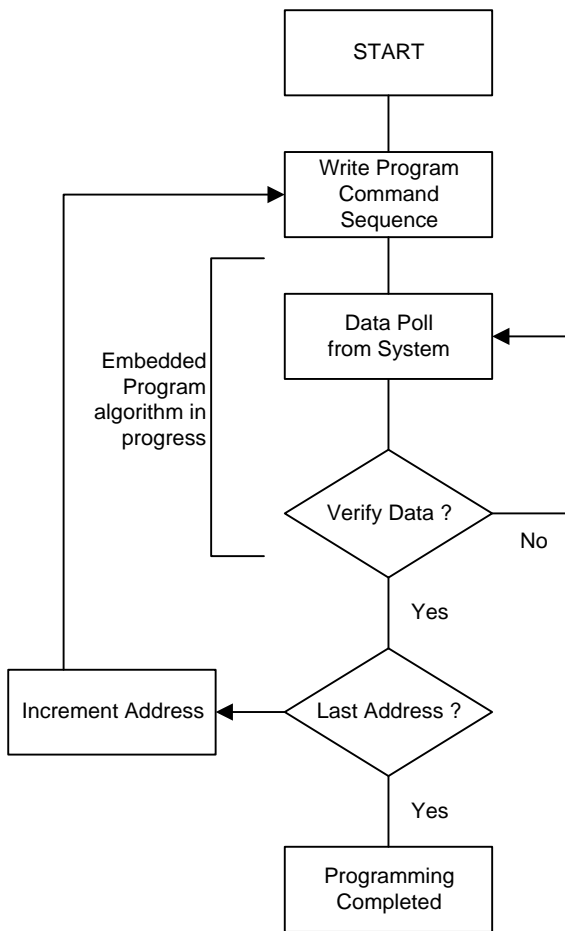 START
Write Program
Command
Sequence
Data Poll
from System
Embedded
Program
algorithm in
progress
Verify Data ?
No
Yes
Increment Address
Last Address ?
Yes
Programming
Completed